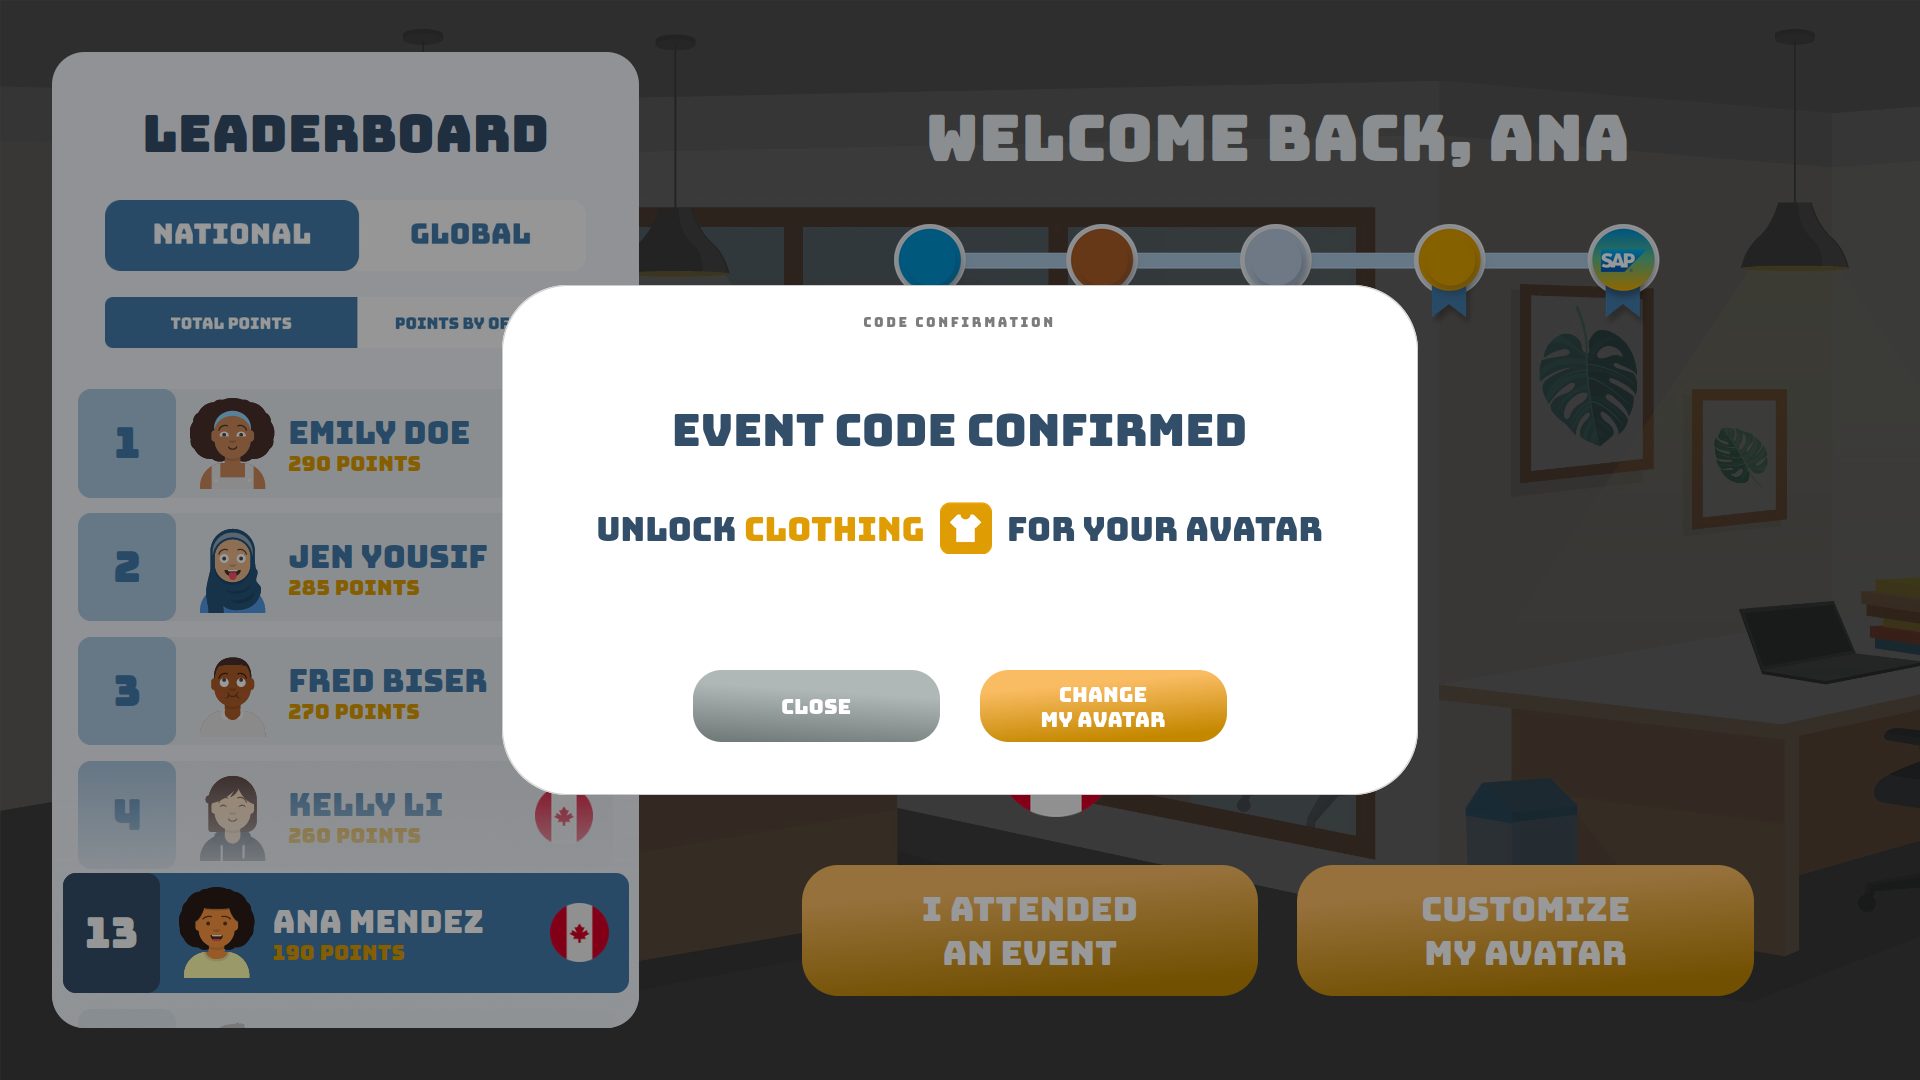 LEADERBOARD
NATIONAL
GLOBAL
TOTAL POINTS
POINTS BY
1
EMILY DOE
290 POINTS
2
JEN YOUSIF
285 POINTS
3
FRED BISER
270 POINTS
4
KELLY LI
260 POINTS
13
ANA MENDEZ
190 POINTS
WELCOME BACK, ANA
SAP
CODE CONFIRMATION
EVENT CODE CONFIRMED
UNLOCK CLOTHING FOR YOUR AVATAR
CLOSE
CHANGE
MY AVATAR
I ATTENDED
AN EVENT
CUSTOMIZE
MY AVATAR